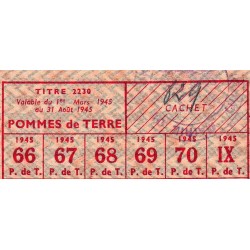 TITRE 2230
Valable du 1er Mars 1945
au 31 Août 1945
POMMES de TERRE
829
CACHET
1945 1945 1945 1945 1945 1945
66 67 68 69 70 IX
P. de T. P. de T. P. de T. P. de T. P. de T. P. de T.